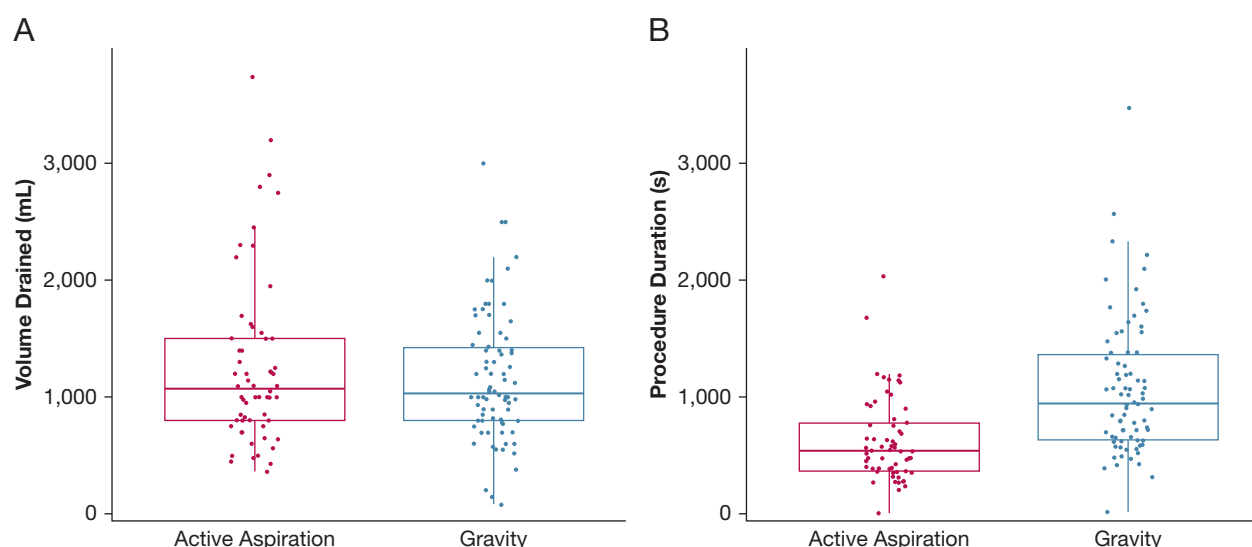 A
Volume Drained (mL)
3,000
2,000
1,000
0
Active Aspiration
Gravity
B
Procedure Duration (s)
3,000
2,000
1,000
0
Active Aspiration
Gravity